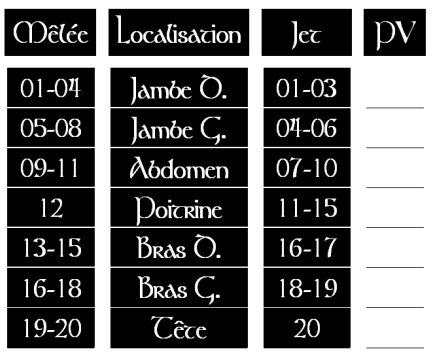 Mêlée Localisation Jet PV
01-04 Jambe D. 01-03
05-08 Jambe G. 04-06
09-11 Abdomen 07-10
12 Poitrine 11-15
13-15 Bras D. 16-17
16-18 Bras G. 18-19
19-20 Tête 20